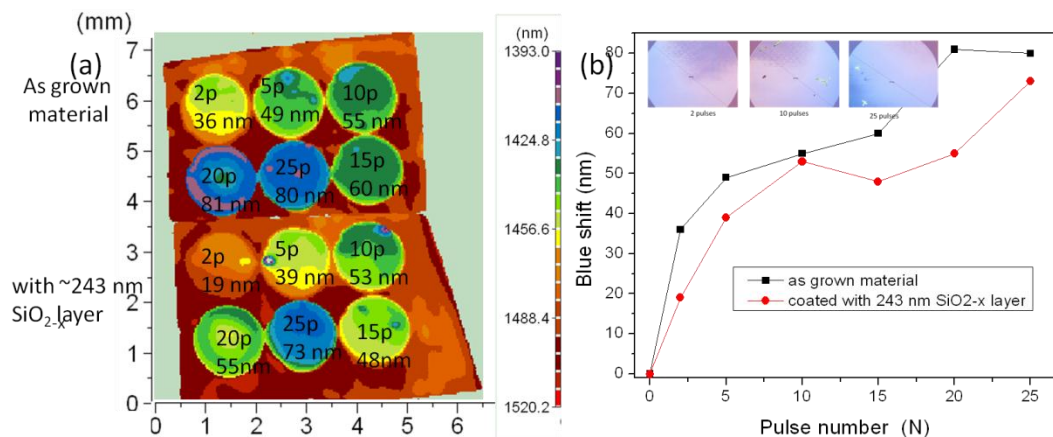 (mm)
(a)
As grown
material
with ~243 nm
SiO2-x layer
7
6
5
4
3
2
1
0
0 1 2 3 4 5 6
2p
36 nm
5p
49 nm
10p
55 nm
20p
81 nm
25p
80 nm
15p
60 nm
2p
19 nm
5p
39 nm
10p
53 nm
20p
55nm
25p
73 nm
15p
48nm
(nm)
1393.0
1424.8
1456.6
1488.4
1520.2
(b)
Blue shift (nm)
80
70
60
50
40
30
20
10
0
2 pulses
10 pulses
25 pulses
as grown material
coated with 243 nm SiO2-x layer
0 5 10 15 20 25
Pulse number (N)